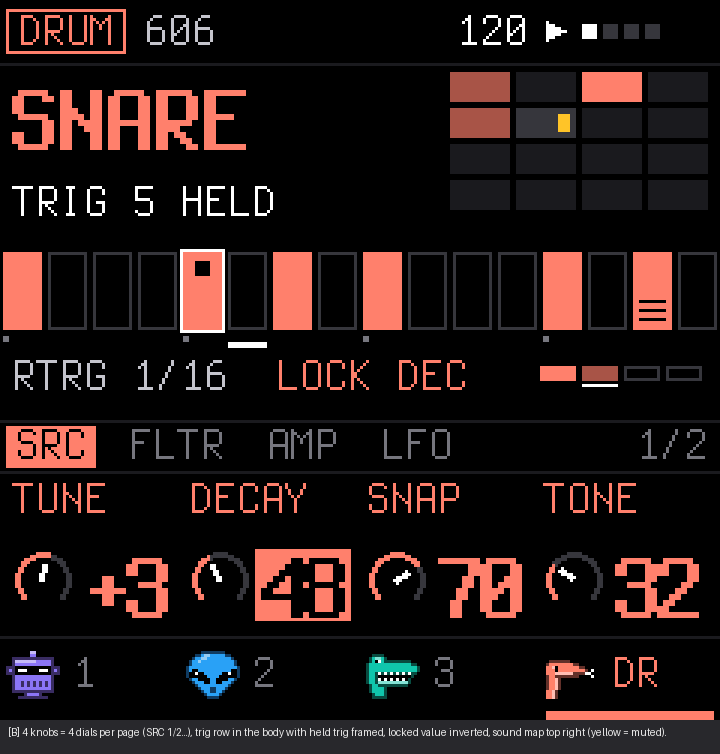 DRUM 606 120
SNARE
TRIG 5 HELD
RTRG 1/16 LOCK DEC
SRC FLTR AMP LFO 1/2
TUNE DECAY SNAP TONE
+3 48 70 32
1 2 3 DR
[B] 4 knobs = 4 dials per page (SRC 1/2...), trig row in the body with held trig framed, locked value inverted, sound map top right (yellow = muted).